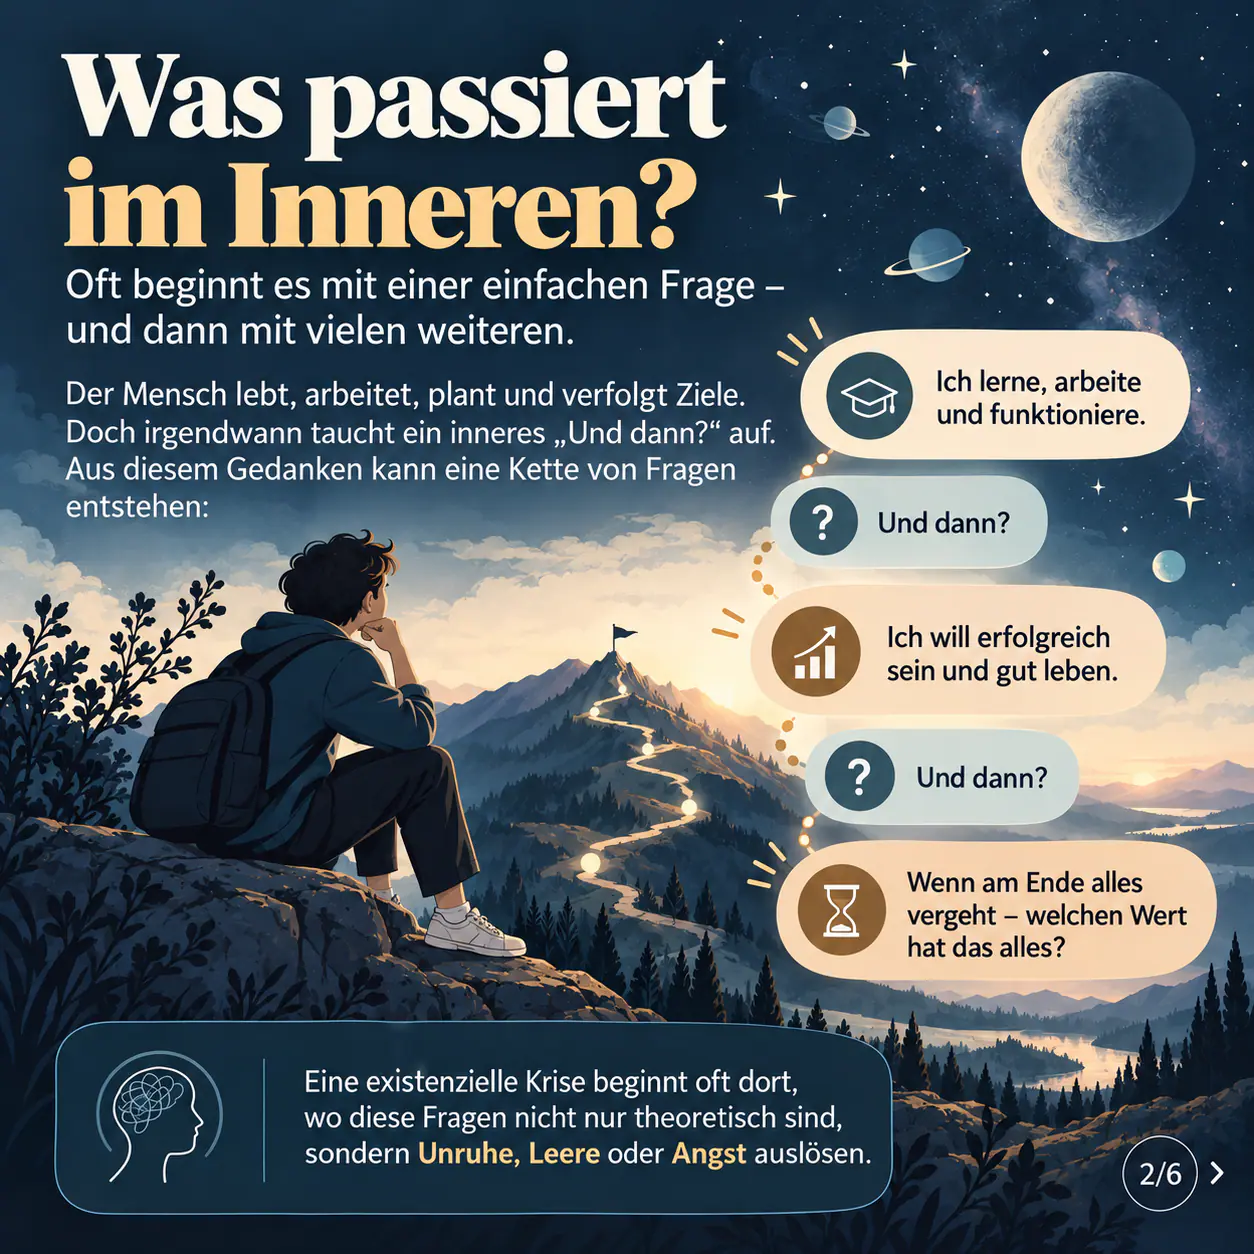 Was passiert
im Inneren?
Oft beginnt es mit einer einfachen Frage –
und dann mit vielen weiteren.
Der Mensch lebt, arbeitet, plant und verfolgt Ziele.
Doch irgendwann taucht ein inneres „Und dann?“ auf.
Aus diesem Gedanken kann eine Kette von Fragen
entstehen:
Ich lerne, arbeite
und funktioniere.
?
Und dann?
Ich will erfolgreich
sein und gut leben.
?
Und dann?
Wenn am Ende alles
vergeht – welchen Wert
hat das alles?
Eine existenzielle Krise beginnt oft dort,
wo diese Fragen nicht nur theoretisch sind,
sondern Unruhe, Leere oder Angst auslösen.
2/6